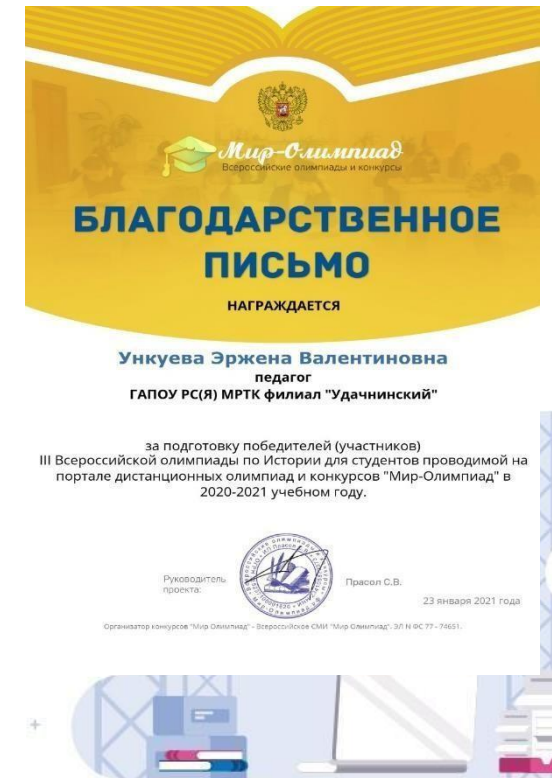 Мир-Олимпиад
Всероссийские олимпиады и конкурсы
БЛАГОДАРСТВЕННОЕ
ПИСЬМО
НАГРАЖДАЕТСЯ
Ункуева Эржена Валентиновна
педагог
ГАПОУ РС(Я) МРТК филиал "Удачнинский"
за подготовку победителей (участников)
III Всероссийской олимпиады по Истории для студентов проводимой на
портале дистанционных олимпиад и конкурсов "Мир-Олимпиад" в
2020-2021 учебном году.
Руководитель
проекта:
Прасол С.В.
23 января 2021 года
Организатор конкурсов "Мир Олимпиад" - Всероссийское СМИ "Мир Олимпиад". ЭЛ N ФС 77 - 74651.